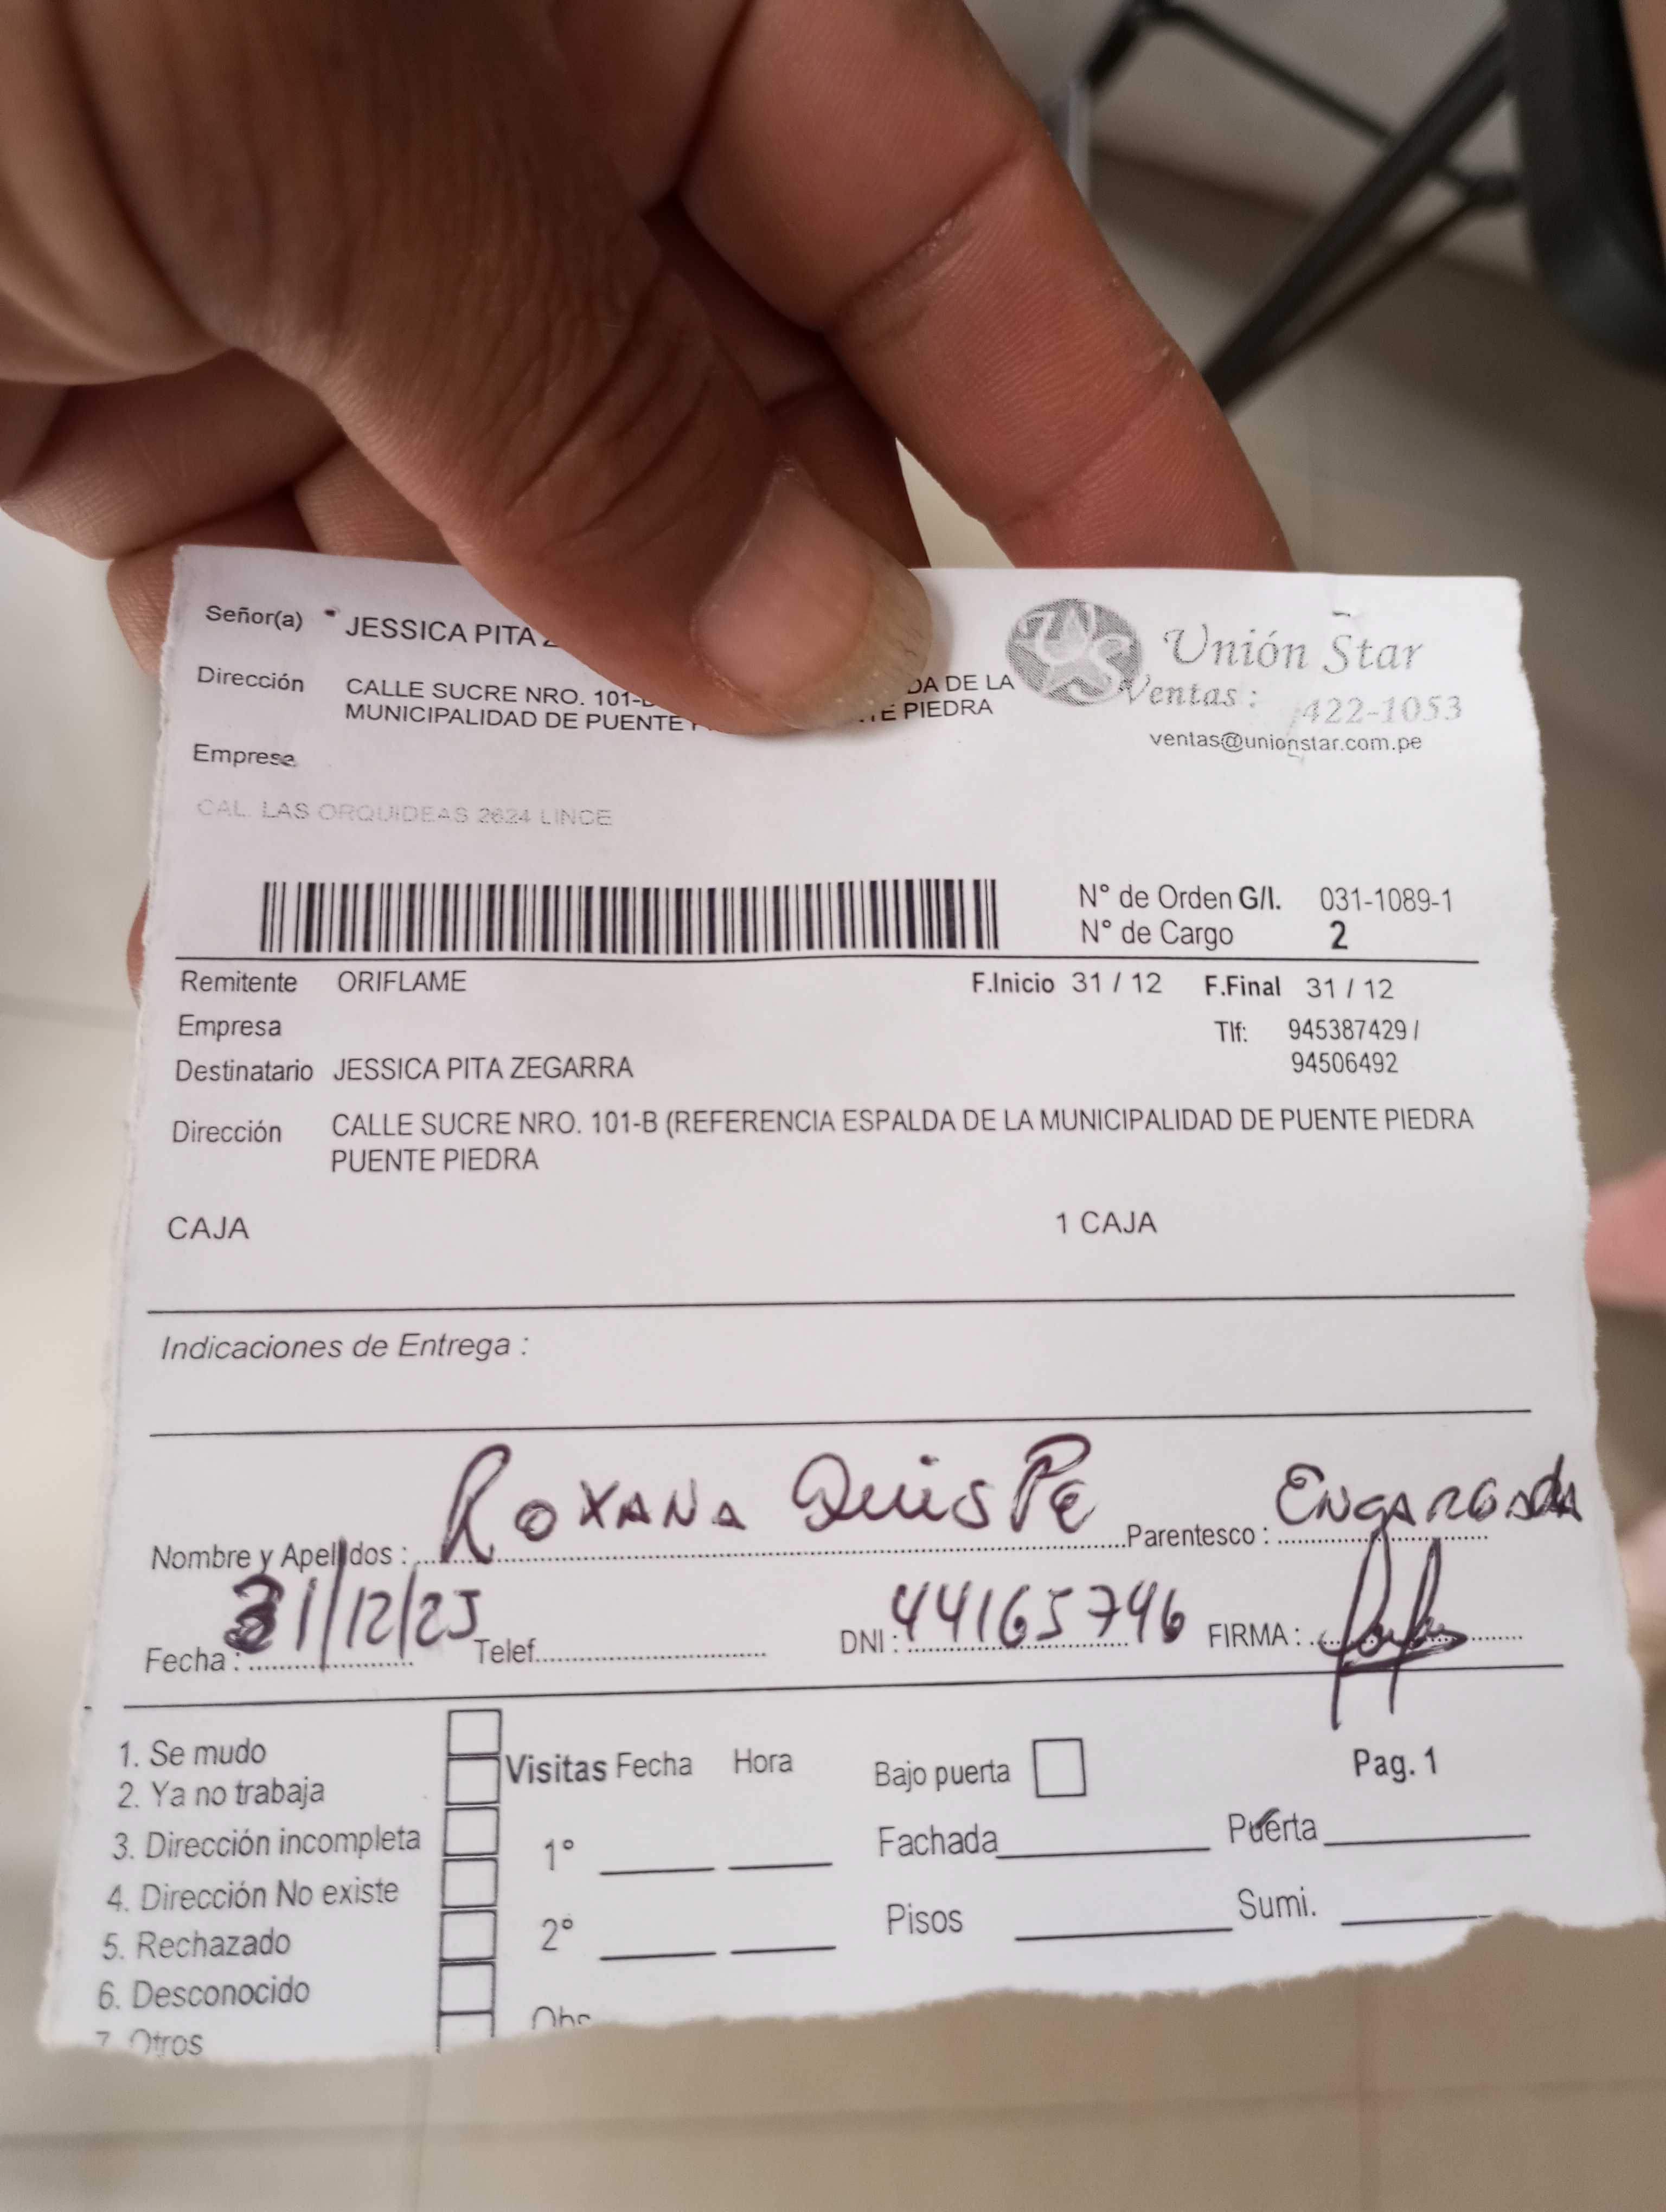 Señor(a) JESSICA PITA
Unión Star
Dirección CALLE SUCRE NRO. 101- DA DE LA
MUNICIPALIDAD DE PUENTE PIEDRA
Ventas : 422-1053
ventas@unionstar.com.pe
Empresa
CAL. LAS ORQUIDEAS 2624 LINCE
N° de Orden G/I. 031-1089-1
N° de Cargo 2
Remitente ORIFLAME F.Inicio 31 / 12 F.Final 31 / 12
Empresa Tlf: 945387429 /
94506492
Destinatario JESSICA PITA ZEGARRA
Dirección CALLE SUCRE NRO. 101-B (REFERENCIA ESPALDA DE LA MUNICIPALIDAD DE PUENTE PIEDRA
PUENTE PIEDRA
CAJA 1 CAJA
Indicaciones de Entrega :
Nombre y Apellidos : ROXANA QUISPE Parentesco : ENGARGADA
Fecha : 31/12/25 Telef. DNI : 44165746 FIRMA :
1. Se mudo
2. Ya no trabaja
3. Dirección incompleta
4. Dirección No existe
5. Rechazado
6. Desconocido
7. Otros
Visitas Fecha Hora
1°
2°
Obs
Bajo puerta Pag. 1
Fachada Puerta
Pisos Sumi.